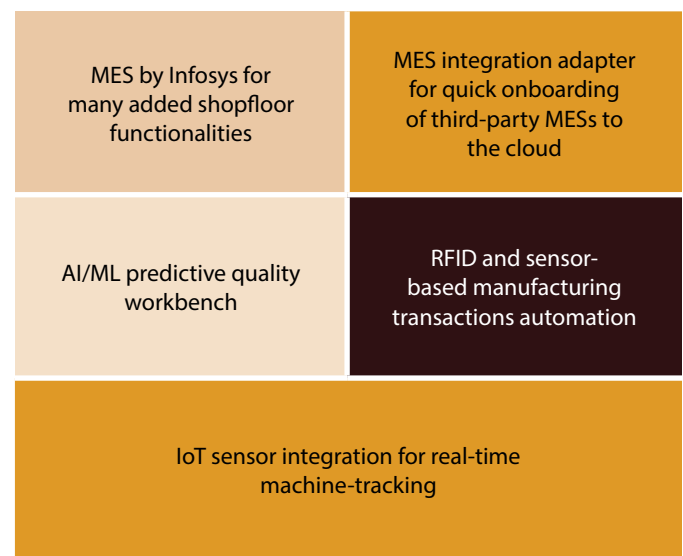 MES by Infosys for
many added shopfloor
functionalities
MES integration adapter
for quick onboarding
of third-party MESs to
the cloud
AI/ML predictive quality
workbench
RFID and sensor-
based manufacturing
transactions automation
IoT sensor integration for real-time
machine-tracking